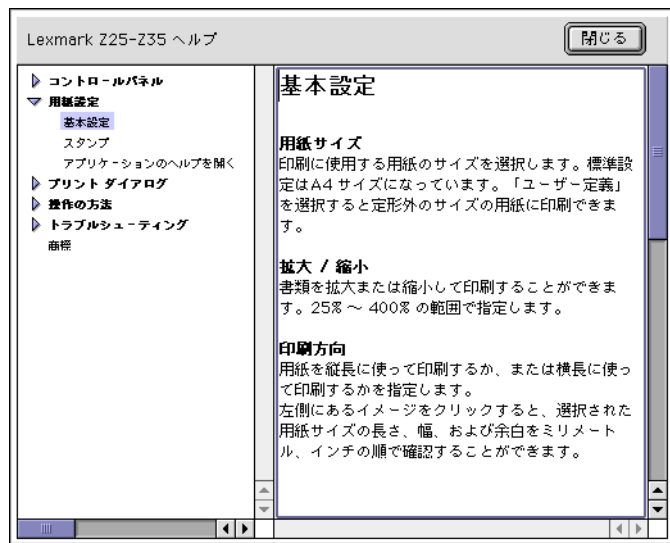 Lexmark Z25-Z35 ヘルプ
閉じる
コントロールパネル
用紙設定
基本設定
スタンプ
アプリケーションのヘルプを開く
プリント ダイアログ
操作の方法
トラブルシューティング
商標
基本設定
用紙サイズ
印刷に使用する用紙のサイズを選択します。標準設
定はA4 サイズになっています。「ユーザー定義」
を選択すると定形外のサイズの用紙に印刷できま
す。
拡大 / 縮小
書類を拡大または縮小して印刷することができま
す。25% ～ 400% の範囲で指定します。
印刷方向
用紙を縦長に使って印刷するか、または横長に使っ
て印刷するかを指定します。
左側にあるイメージをクリックすると、選択された
用紙サイズの長さ、幅、および余白をミリメート
ル、インチの順で確認することができます。